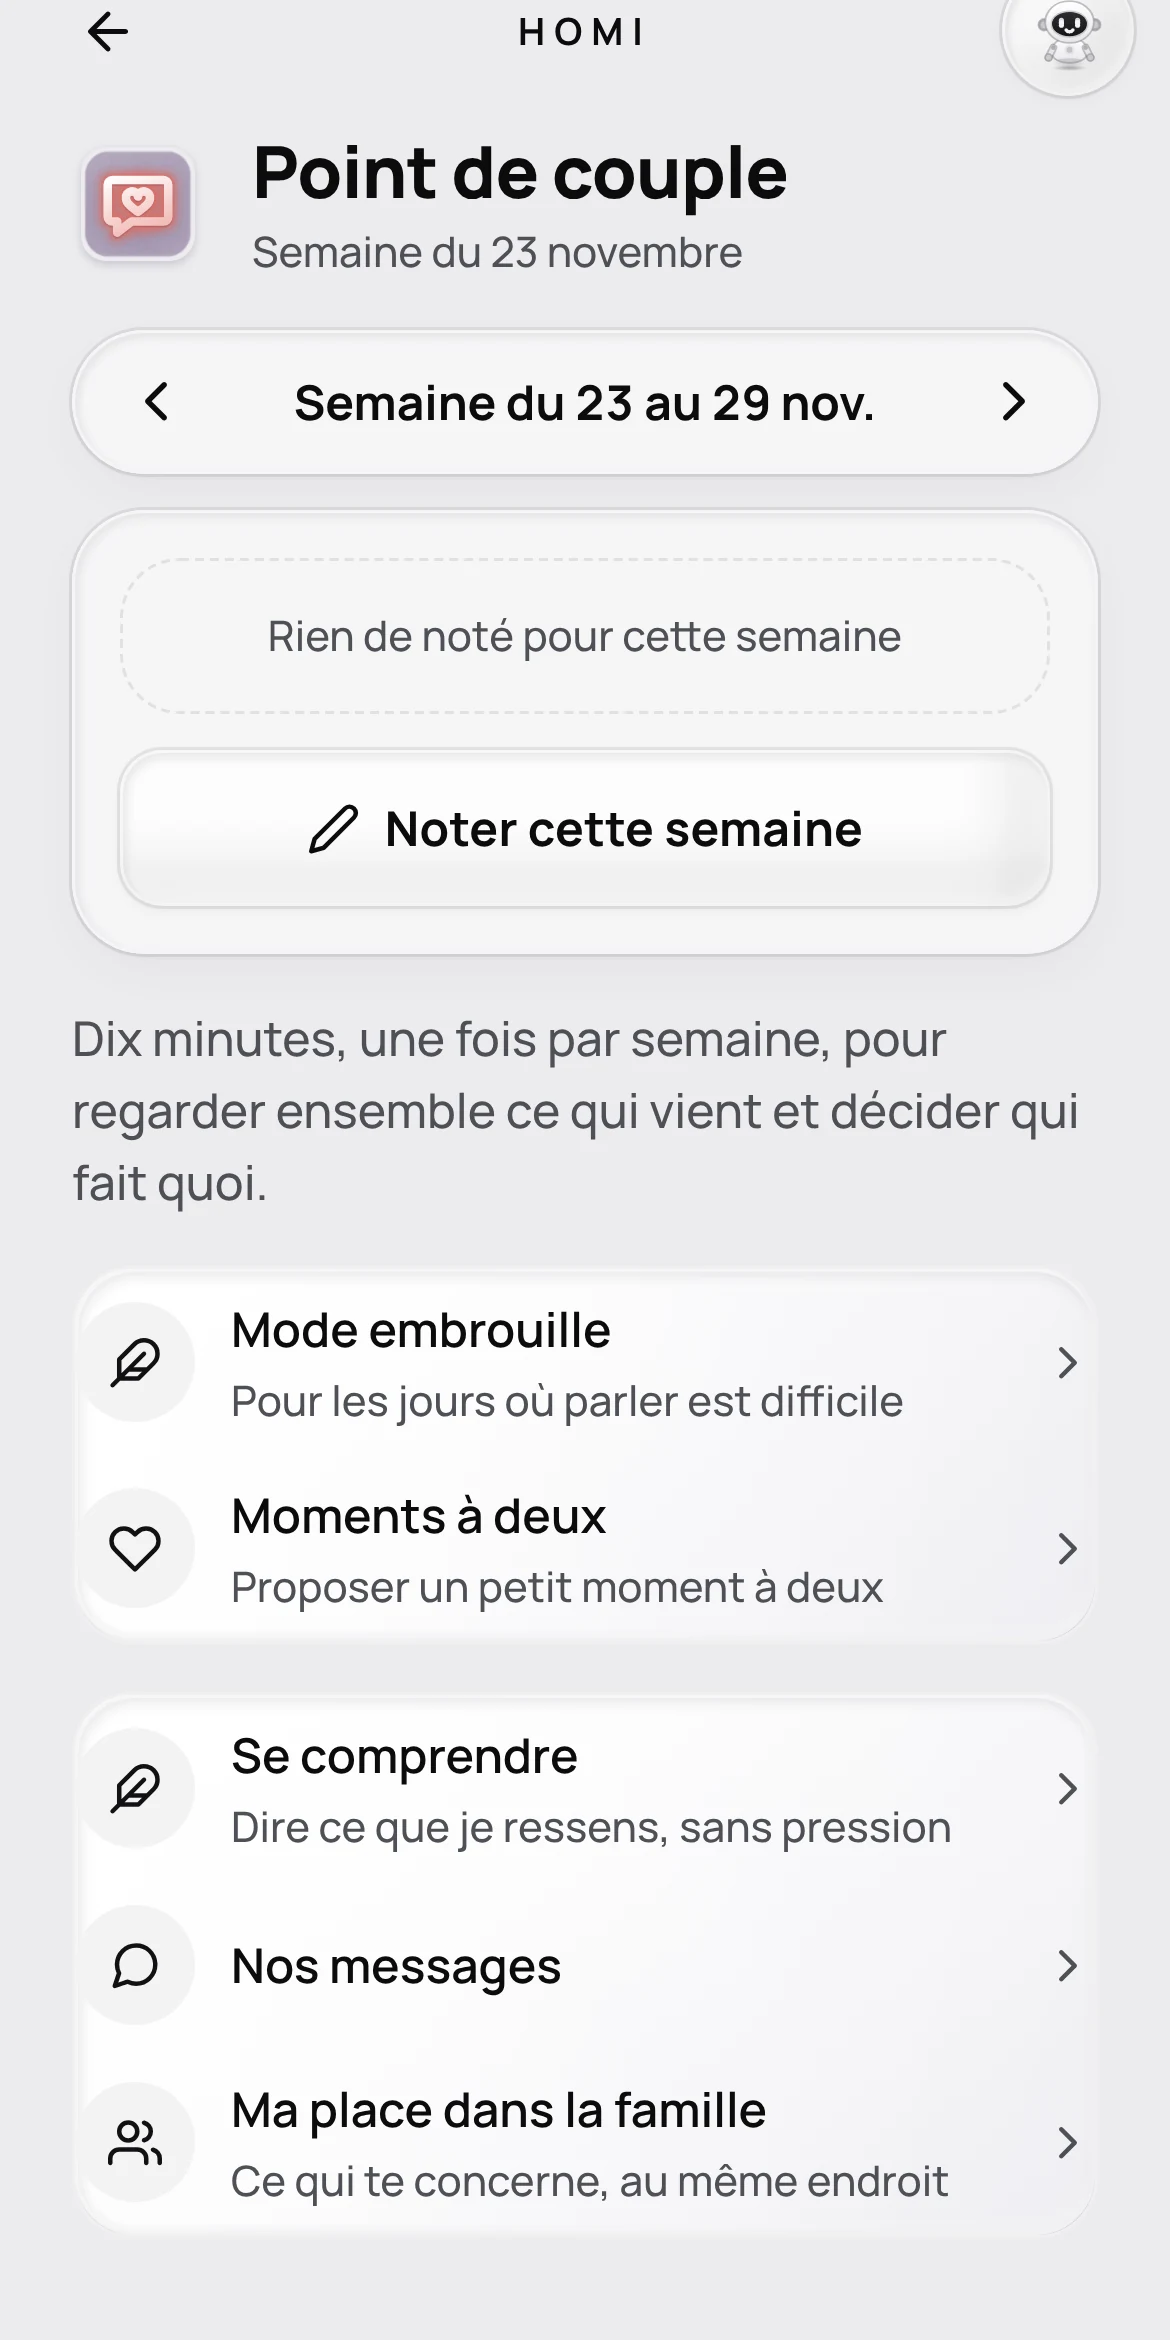 HOMI
Point de couple
Semaine du 23 novembre
Semaine du 23 au 29 nov.
Rien de noté pour cette semaine
Noter cette semaine
Dix minutes, une fois par semaine, pour
regarder ensemble ce qui vient et décider qui
fait quoi.
Mode embrouille
Pour les jours où parler est difficile
Moments à deux
Proposer un petit moment à deux
Se comprendre
Dire ce que je ressens, sans pression
Nos messages
Ma place dans la famille
Ce qui te concerne, au même endroit